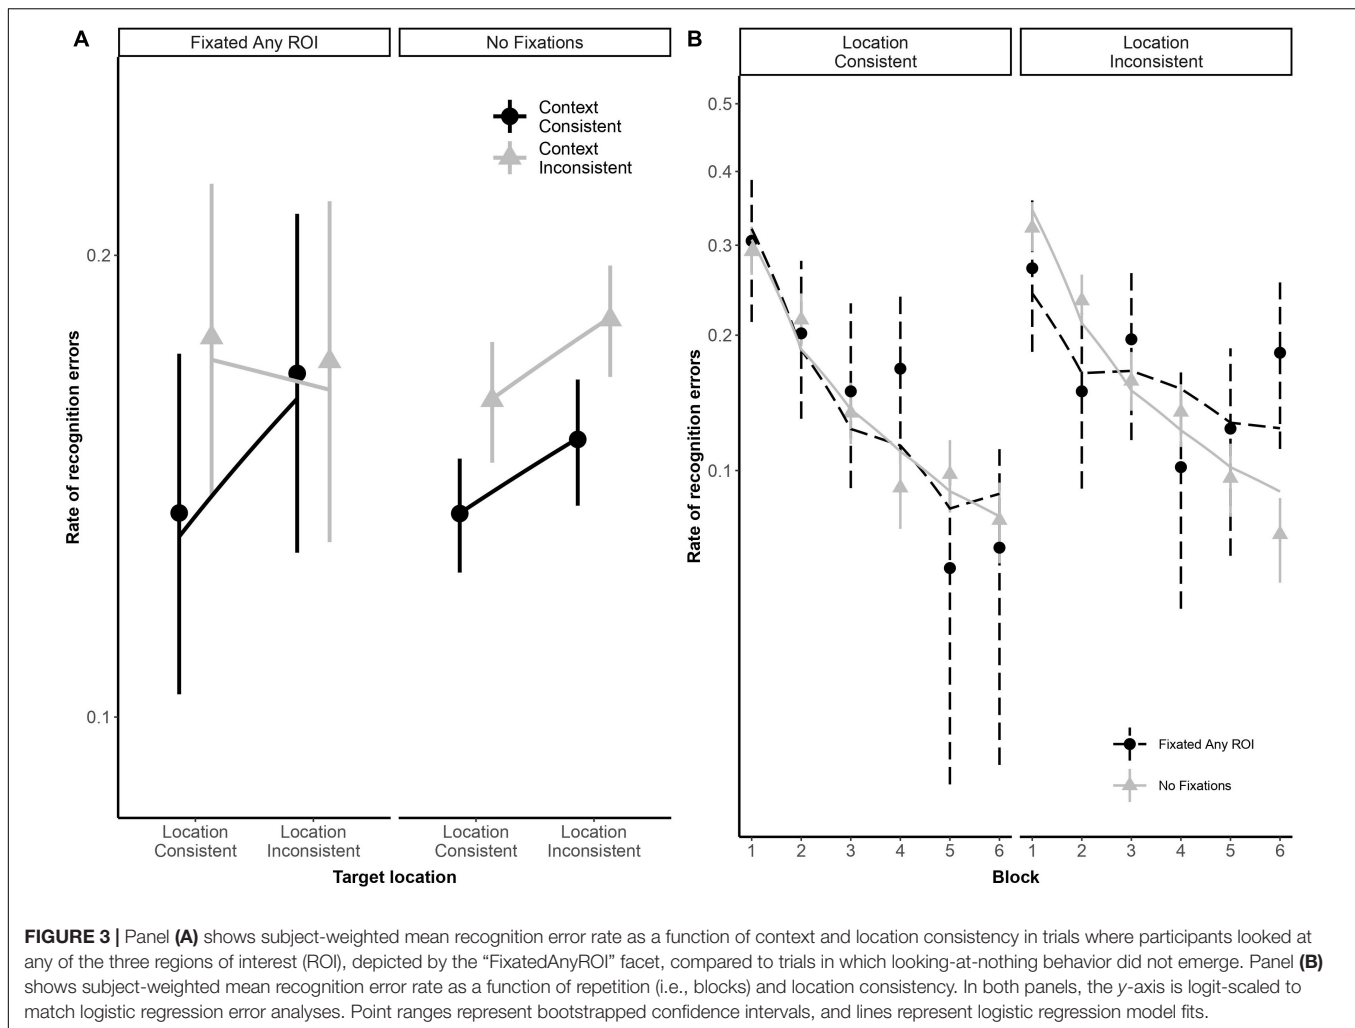 A
Fixated Any ROI
No Fixations
Context
Consistent
Context
Inconsistent
0.2
0.1
Rate of recognition errors
Location
Consistent
Location
Inconsistent
Location
Consistent
Location
Inconsistent
Target location
B
Location
Consistent
Location
Inconsistent
0.5
0.4
0.3
0.2
0.1
Rate of recognition errors
Fixated Any ROI
No Fixations
1 2 3 4 5 6
1 2 3 4 5 6
Block
FIGURE 3 | Panel (A) shows subject-weighted mean recognition error rate as a function of context and location consistency in trials where participants looked at
any of the three regions of interest (ROI), depicted by the “FixatedAnyROI” facet, compared to trials in which looking-at-nothing behavior did not emerge. Panel (B)
shows subject-weighted mean recognition error rate as a function of repetition (i.e., blocks) and location consistency. In both panels, the y-axis is logit-scaled to
match logistic regression error analyses. Point ranges represent bootstrapped confidence intervals, and lines represent logistic regression model fits.